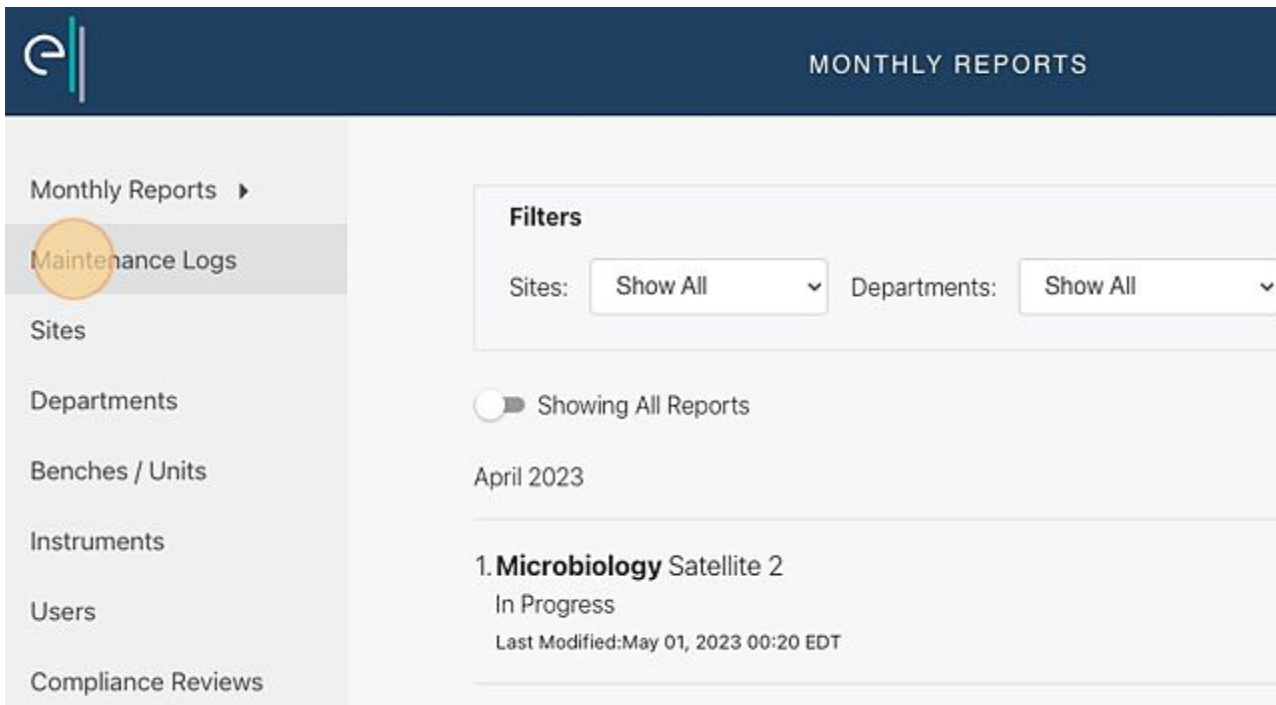 el
MONTHLY REPORTS
Monthly Reports
Maintenance Logs
Sites
Departments
Benches / Units
Instruments
Users
Compliance Reviews
Filters
Sites: Show All Departments: Show All
Showing All Reports
April 2023
1. Microbiology Satellite 2
In Progress
Last Modified:May 01, 2023 00:20 EDT